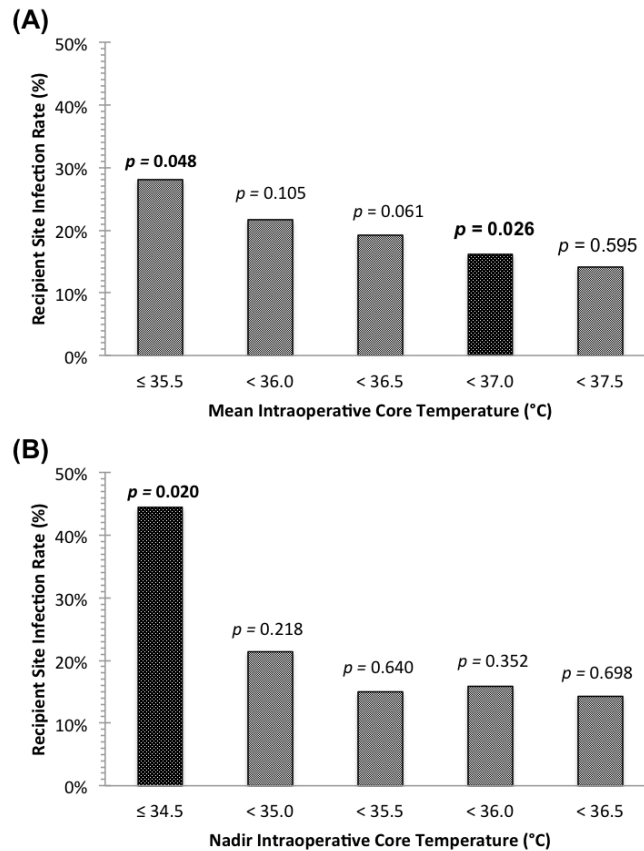 (A)
50%
40%
30%
20%
10%
0%
Recipient Site Infection Rate (%)
p = 0.048
p = 0.105
p = 0.061
p = 0.026
p = 0.595
≤ 35.5 < 36.0 < 36.5 < 37.0 < 37.5
Mean Intraoperative Core Temperature (°C)
(B)
50%
40%
30%
20%
10%
0%
Recipient Site Infection Rate (%)
p = 0.020
p = 0.218
p = 0.640
p = 0.352
p = 0.698
≤ 34.5 < 35.0 < 35.5 < 36.0 < 36.5
Nadir Intraoperative Core Temperature (°C)